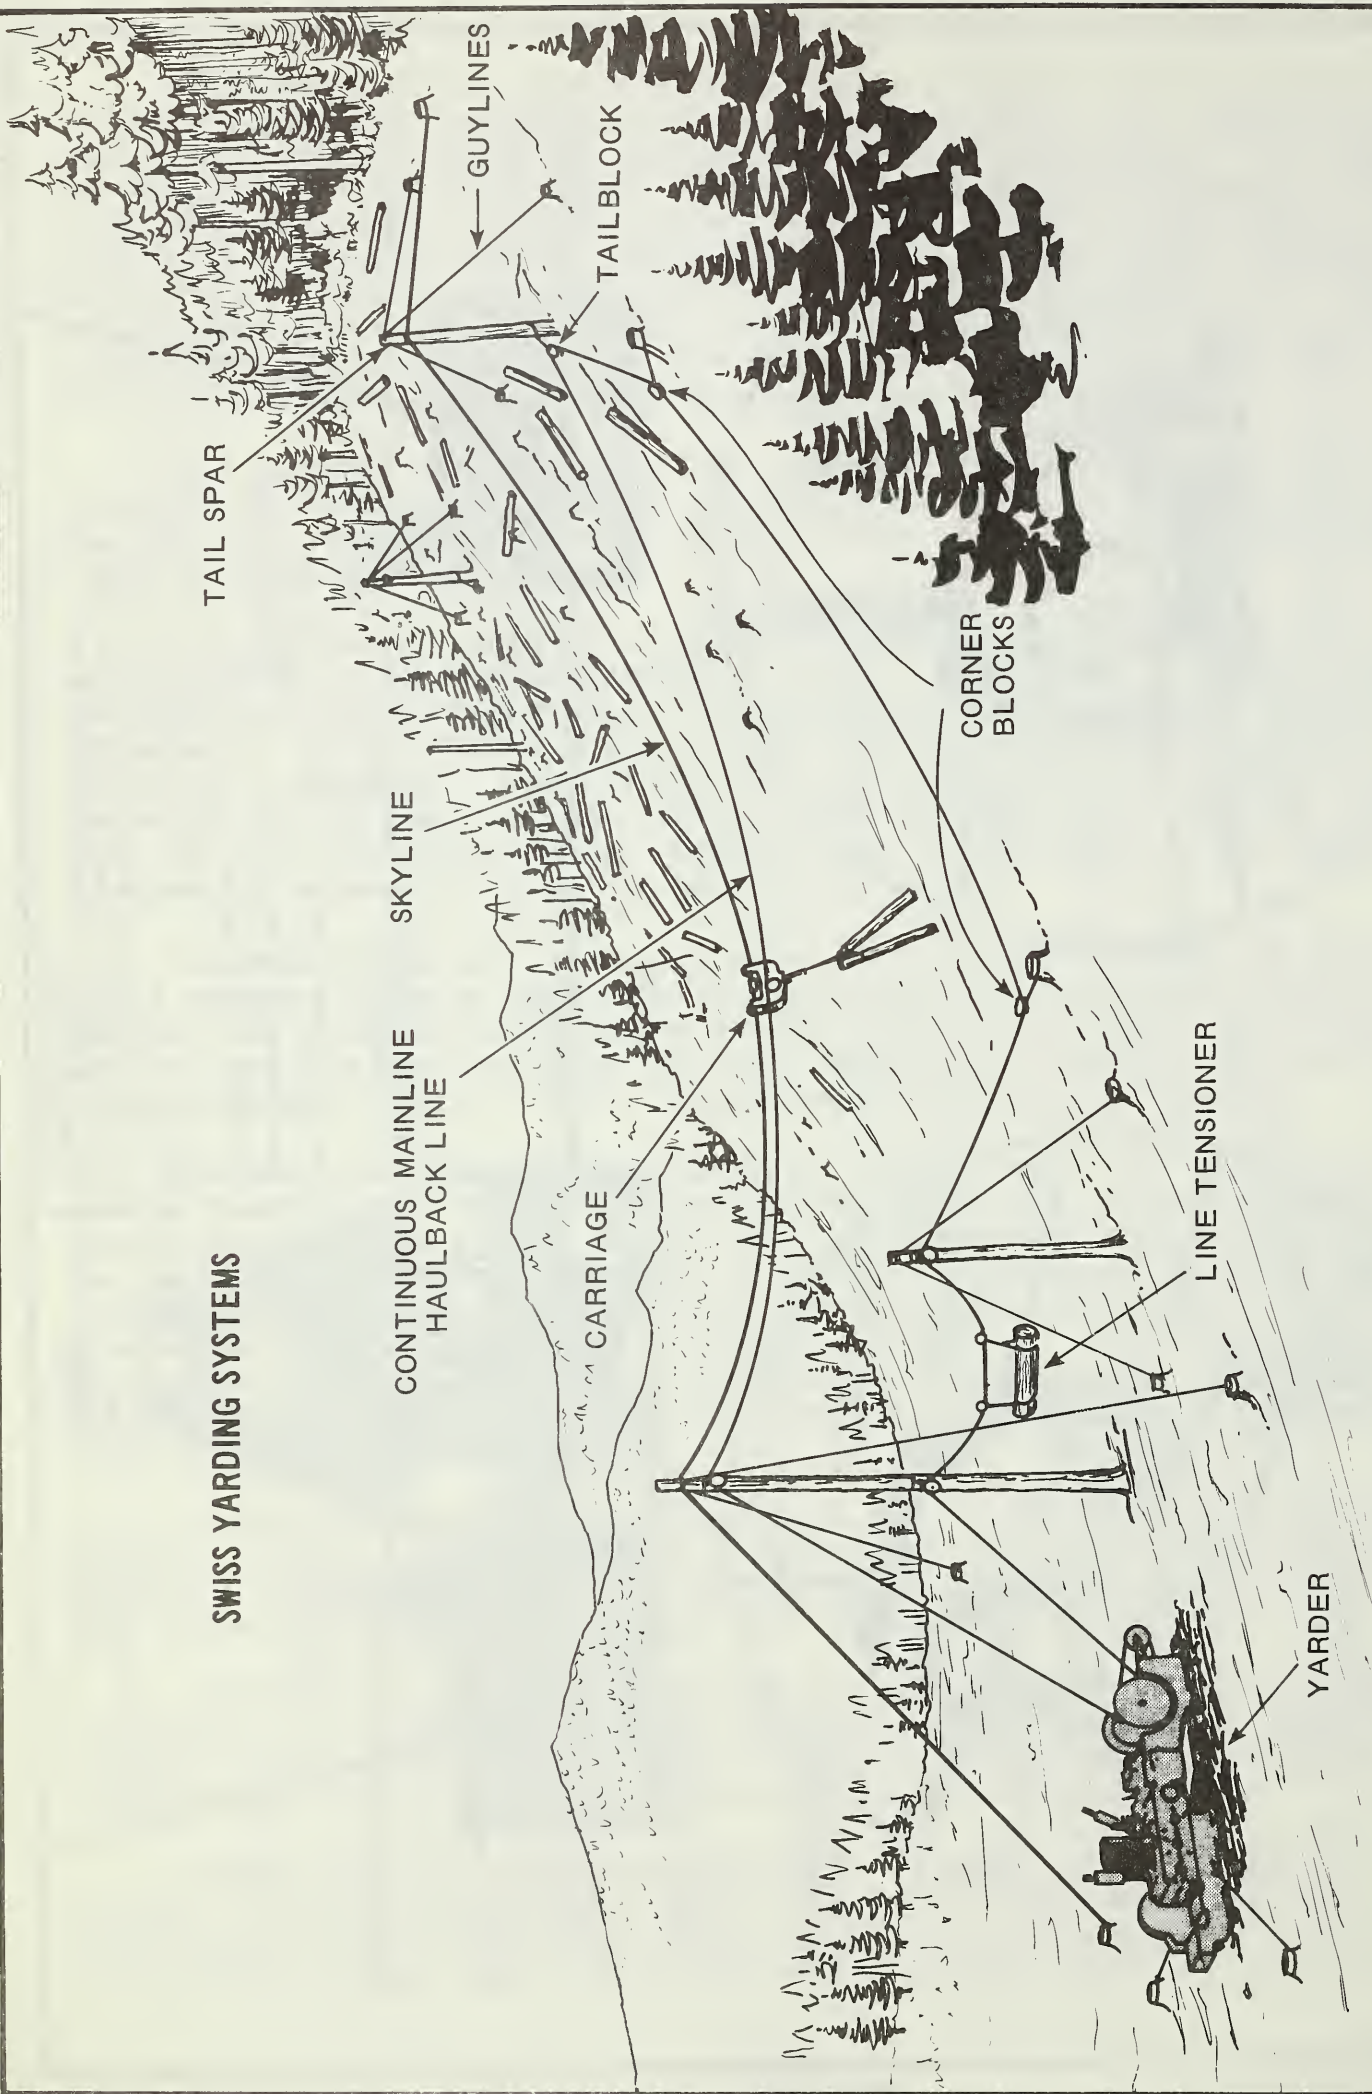 SWISS YARDING SYSTEMS
TAIL SPAR
GUYLINES
TAILBLOCK
SKYLINE
CONTINUOUS MAINLINE
HAULBACK LINE
CARRIAGE
CORNER
BLOCKS
LINE TENSIONER
YARDER